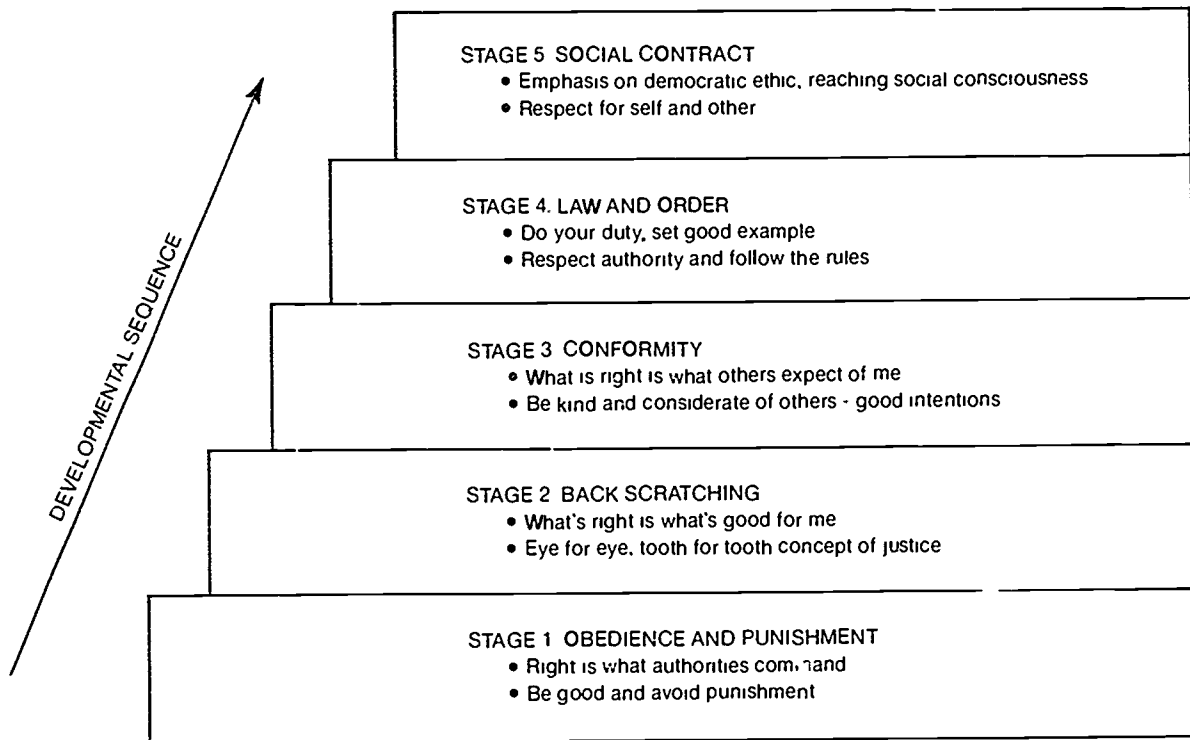 STAGE 5 SOCIAL CONTRACT
• Emphasis on democratic ethic, reaching social consciousness
• Respect for self and other
STAGE 4. LAW AND ORDER
• Do your duty, set good example
• Respect authority and follow the rules
DEVELOPMENTAL SEQUENCE
STAGE 3 CONFORMITY
• What is right is what others expect of me
• Be kind and considerate of others - good intentions
STAGE 2 BACK SCRATCHING
• What's right is what's good for me
• Eye for eye, tooth for tooth concept of justice
STAGE 1 OBEDIENCE AND PUNISHMENT
• Right is what authorities command
• Be good and avoid punishment